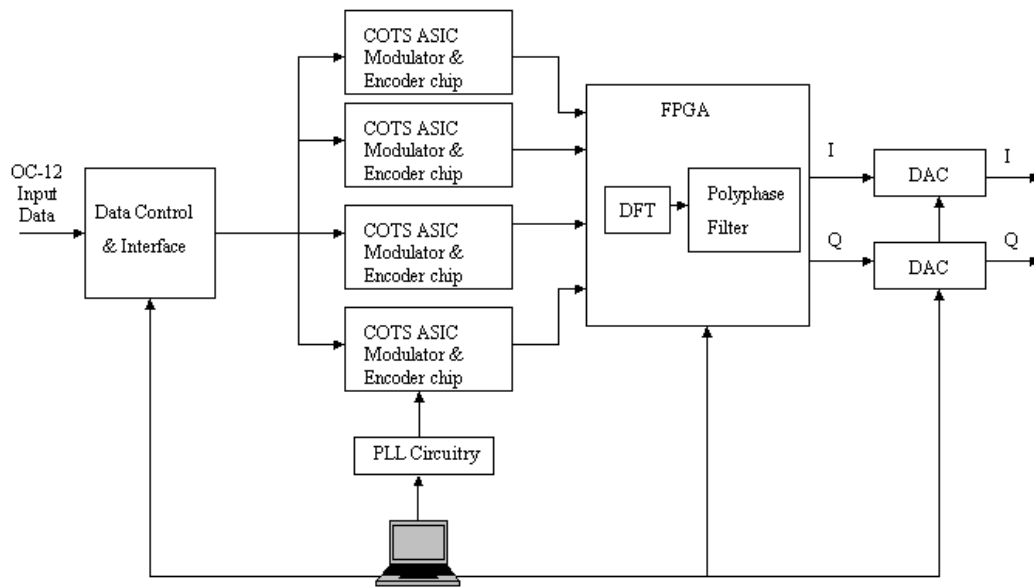 OC-12
Input
Data
Data Control
& Interface
COTS ASIC
Modulator &
Encoder chip
COTS ASIC
Modulator &
Encoder chip
COTS ASIC
Modulator &
Encoder chip
COTS ASIC
Modulator &
Encoder chip
PLL Circuitry
FPGA
DFT
Polyphase
Filter
I
Q
DAC
DAC
I
Q